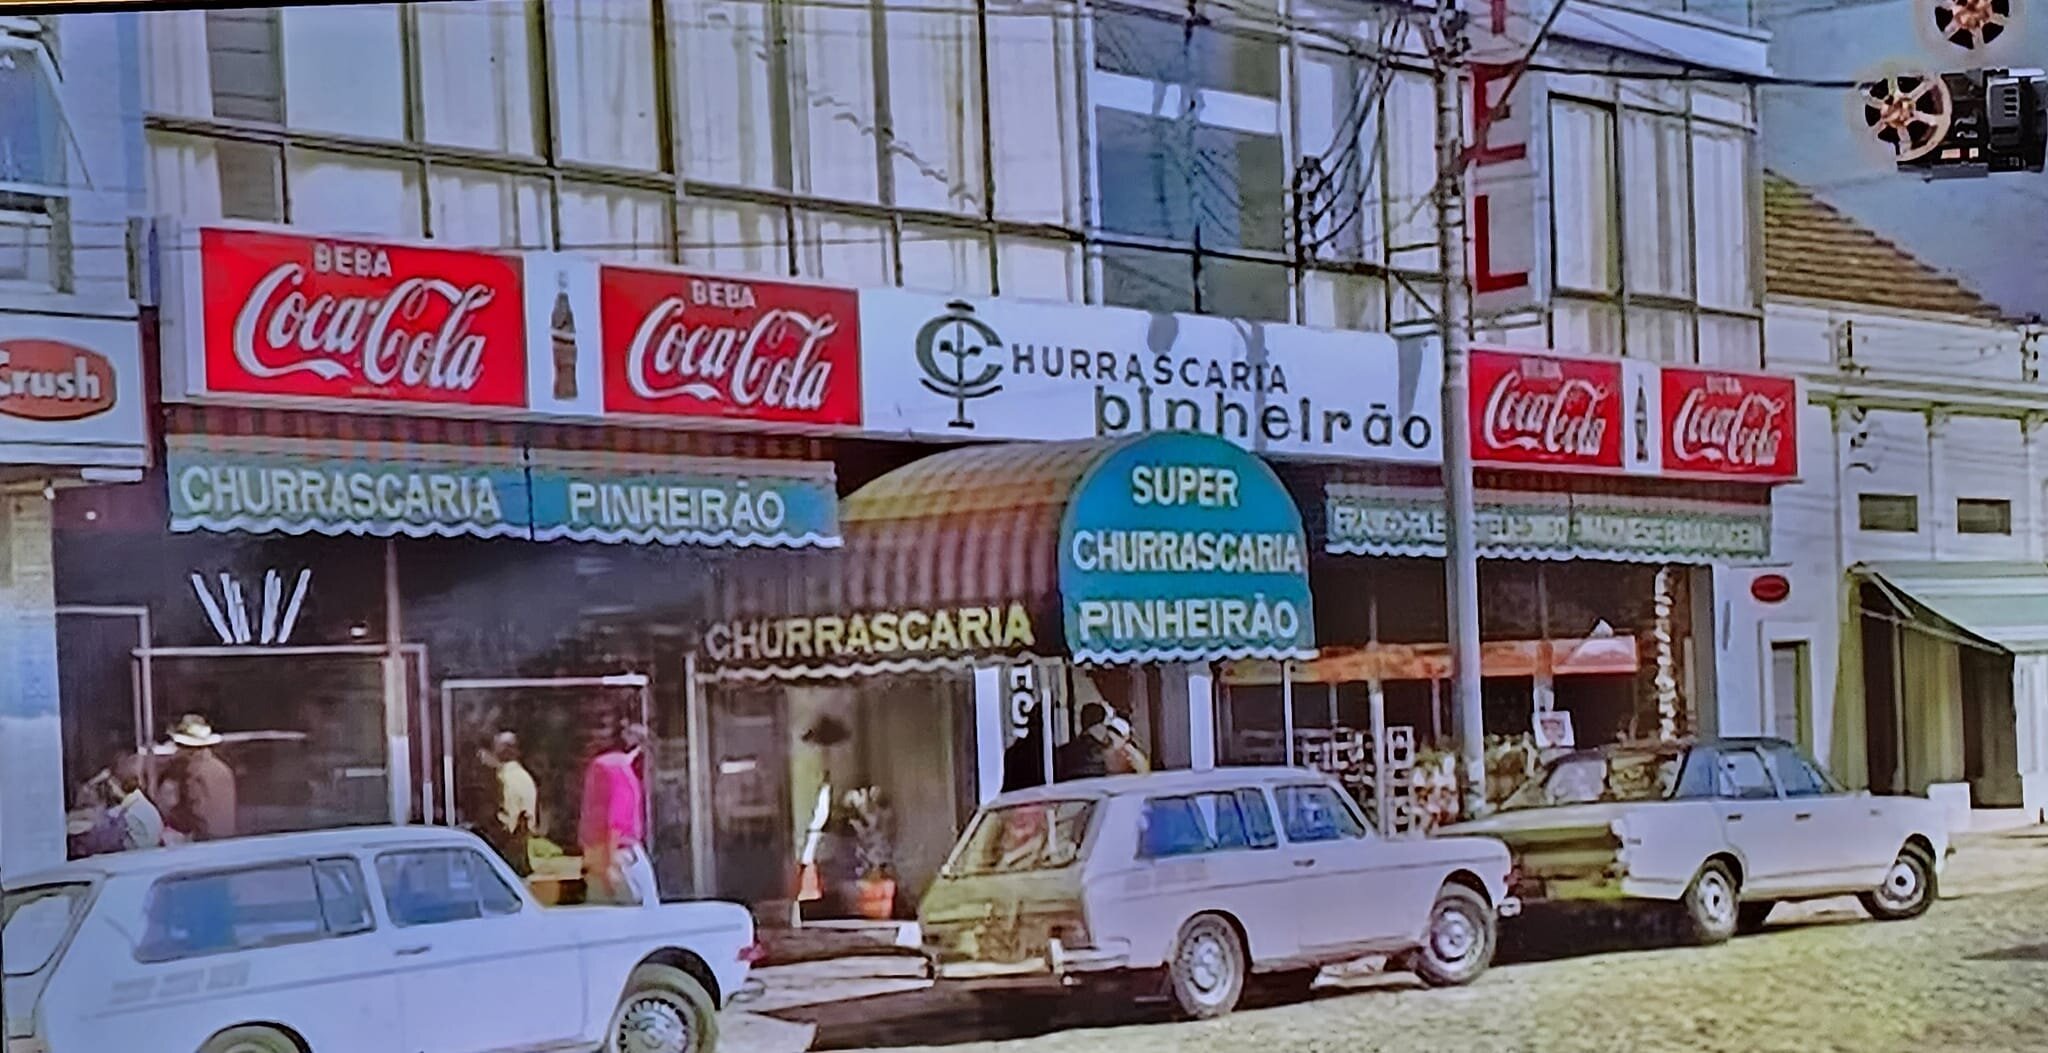 BEBA
Coca-Cola
BEBA
Coca-Cola
CHURRASCARIA
pinheirão
BEBA
Coca-Cola
BEBA
Coca-Cola
Crush
TEL
CHURRASCARIA PINHEIRÃO
SUPER
CHURRASCARIA
PINHEIRÃO
CHURRASCARIA